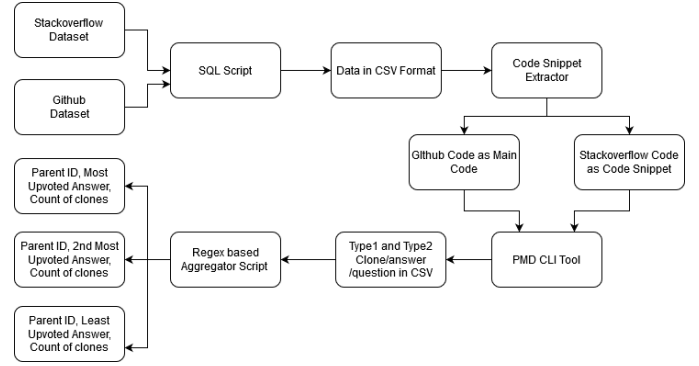 Stackoverflow
Dataset
SQL Script
Data in CSV Format
Code Snippet
Extractor
Github
Dataset
GIthub Code as Main
Code
Stackoverflow Code
as Code Snippet
Parent ID, Most
Upvoted Answer,
Count of clones
Parent ID, 2nd Most
Upvoted Answer,
Count of clones
Regex based
Aggregator Script
Type1 and Type2
Clone/answer
/question in CSV
PMD CLI Tool
Parent ID, Least
Upvoted Answer,
Count of clones